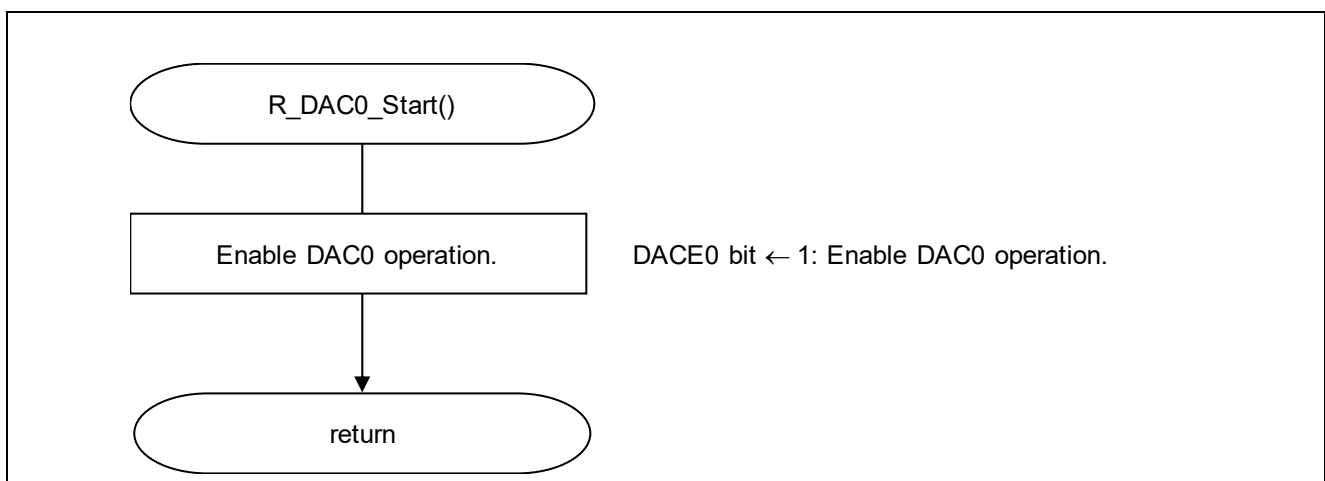 R_DAC0_Start()
Enable DAC0 operation.
DACE0 bit ← 1: Enable DAC0 operation.
return